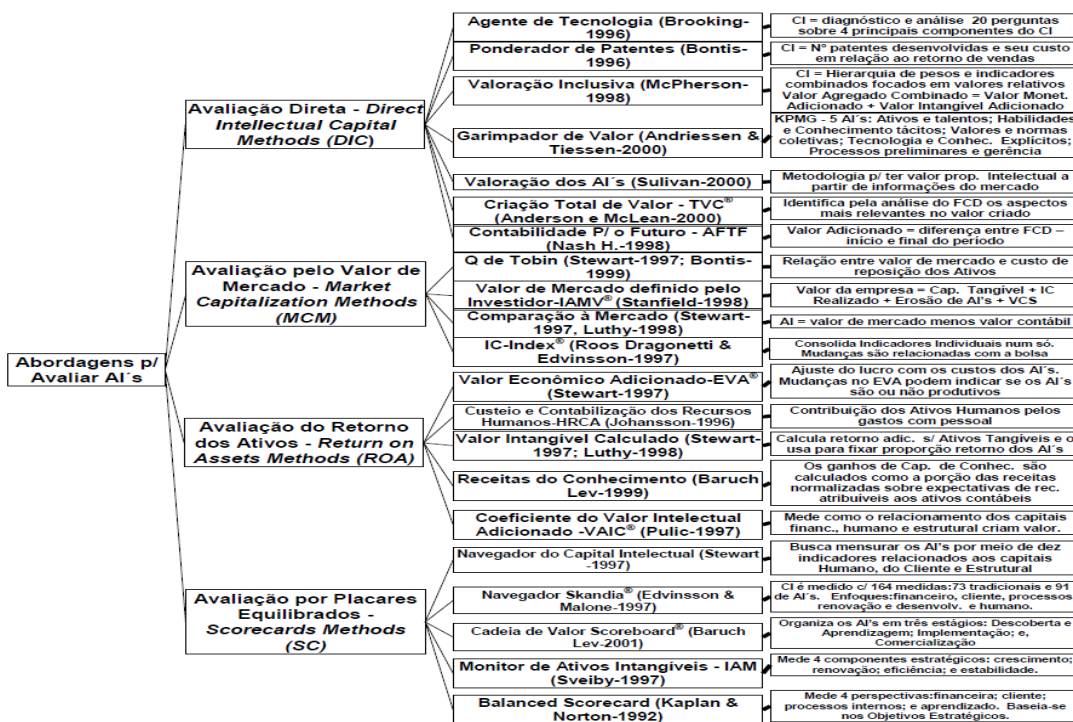 Abordagens p/
Avaliar AI´s
Avaliação Direta - Direct
Intellectual Capital
Methods (DIC)
Agente de Tecnologia (Brooking-
1996)
CI = diagnóstico e análise 20 perguntas
sobre 4 principais componentes do CI
Ponderador de Patentes (Bontis-
1996)
CI = Nº patentes desenvolvidas e seu custo
em relação ao retorno de vendas
Valoração Inclusiva (McPherson-
1998)
CI = Hierarquia de pesos e indicadores
combinados focados em valores relativos
Valor Agregado Combinado = Valor Monet.
Adicionado + Valor Intangível Adicionado
Garimpador de Valor (Andriessen &
Tiessen-2000)
KPMG - 5 AI´s: Ativos e talentos; Habilidades
e Conhecimento tácitos; Valores e normas
coletivas; Tecnologia e Conhec. Explícitos;
Processos preliminares e gerência
Valoração dos AI´s (Sulivan-2000)
Metodologia p/ ter valor prop. Intelectual a
partir de informações do mercado
Criação Total de Valor - TVC®
(Anderson e McLean-2000)
Identifica pela análise do FCD os aspectos
mais relevantes no valor criado
Contabilidade P/ o Futuro - AFTF
(Nash H.-1998)
Valor Adicionado = diferença entre FCD –
início e final do período
Avaliação pelo Valor de
Mercado - Market
Capitalization Methods
(MCM)
Q de Tobin (Stewart-1997; Bontis-
1999)
Relação entre valor de mercado e custo de
reposição dos Ativos
Valor de Mercado definido pelo
Investidor-IAMV® (Stanfield-1998)
Valor da empresa = Cap. Tangível + IC
Realizado + Erosão de AI's + VCS
Comparação à Mercado (Stewart-
1997, Luthy-1998)
AI = valor de mercado menos valor contábil
IC-Index® (Roos Dragonetti &
Edvinsson-1997)
Consolida Indicadores Individuais num só.
Mudanças são relacionadas com a bolsa
Avaliação do Retorno
dos Ativos - Return on
Assets Methods (ROA)
Valor Econômico Adicionado-EVA®
(Stewart-1997)
Ajuste do lucro com os custos dos AI´s.
Mudanças no EVA podem indicar se os AI´s
são ou não produtivos
Custeio e Contabilização dos Recursos
Humanos-HRCA (Johansson-1996)
Contribuição dos Ativos Humanos pelos
gastos com pessoal
Valor Intangível Calculado (Stewart-
1997; Luthy-1998)
Calcula retorno adic. s/ Ativos Tangíveis e o
usa para fixar proporção retorno dos AI´s
Receitas do Conhecimento (Baruch
Lev-1999)
Os ganhos de Cap. de Conhec. são
calculados como a porção das receitas
normalizadas sobre expectativas de rec.
atribuíveis aos ativos contábeis
Coeficiente do Valor Intelectual
Adicionado -VAIC® (Pulic-1997)
Mede como o relacionamento dos capitais
financ., humano e estrutural criam valor.
Avaliação por Placares
Equilibrados -
Scorecards Methods
(SC)
Navegador do Capital Intelectual (Stewart
-1997)
Busca mensurar os AI's por meio de dez
indicadores relacionados aos capitais
Humano, do Cliente e Estrutural
Navegador Skandia® (Edvinsson &
Malone-1997)
CI é medido c/ 164 medidas:73 tradicionais e 91
de AI´s. Enfoques:financeiro, cliente, processos,
renovação e desenvolv. e humano.
Cadeia de Valor Scoreboard® (Baruch
Lev-2001)
Organiza os AI's em três estágios: Descoberta e
Aprendizagem; Implementação; e,
Comercialização
Monitor de Ativos Intangíveis - IAM
(Sveiby-1997)
Mede 4 componentes estratégicos: crescimento;
renovação; eficiência; e estabilidade.
Balanced Scorecard (Kaplan &
Norton-1992)
Mede 4 perspectivas:financeira; cliente;
processos internos; e aprendizado. Baseia-se
nos Objetivos Estratégicos.